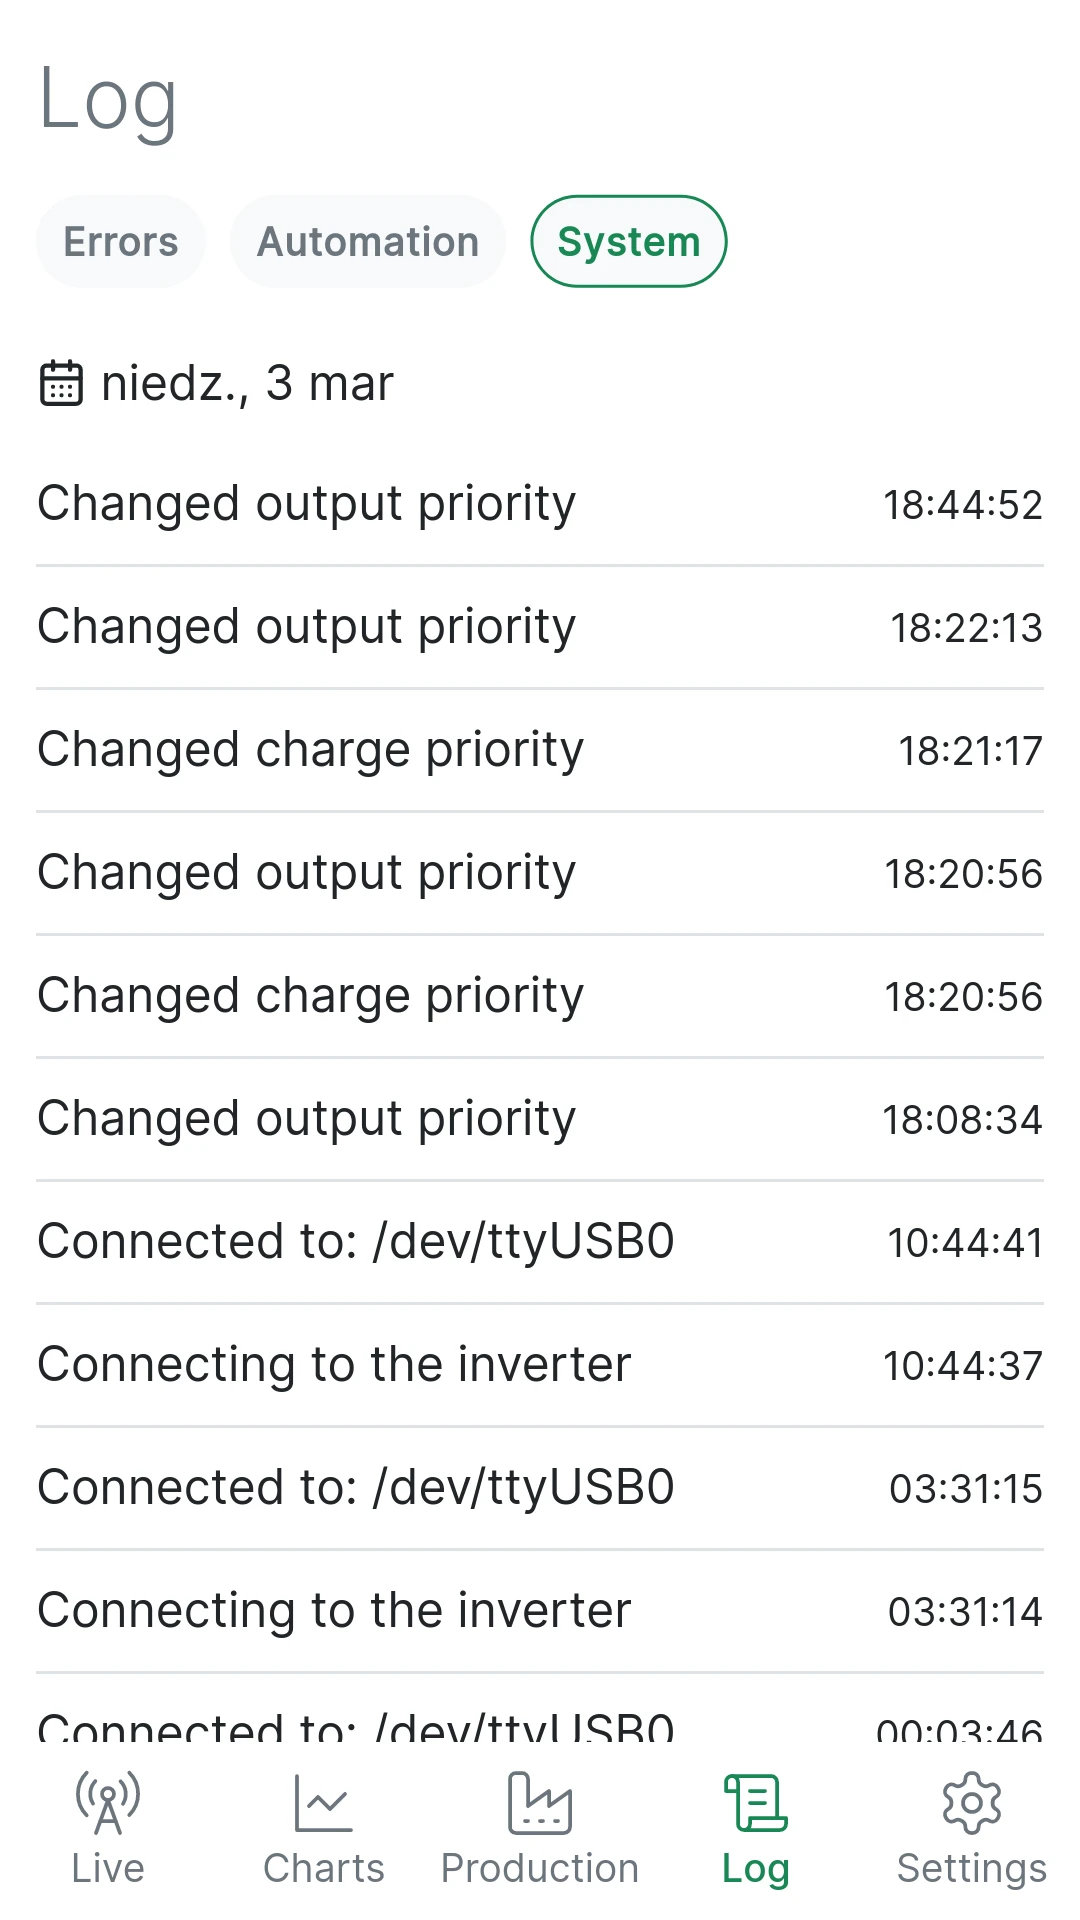 Log
Errors Automation System
niedz., 3 mar
Changed output priority 18:44:52
Changed output priority 18:22:13
Changed charge priority 18:21:17
Changed output priority 18:20:56
Changed charge priority 18:20:56
Changed output priority 18:08:34
Connected to: /dev/ttyUSB0 10:44:41
Connecting to the inverter 10:44:37
Connected to: /dev/ttyUSB0 03:31:15
Connecting to the inverter 03:31:14
Connected to: /dev/ttyUSB0 00:03:46
Live Charts Production Log Settings